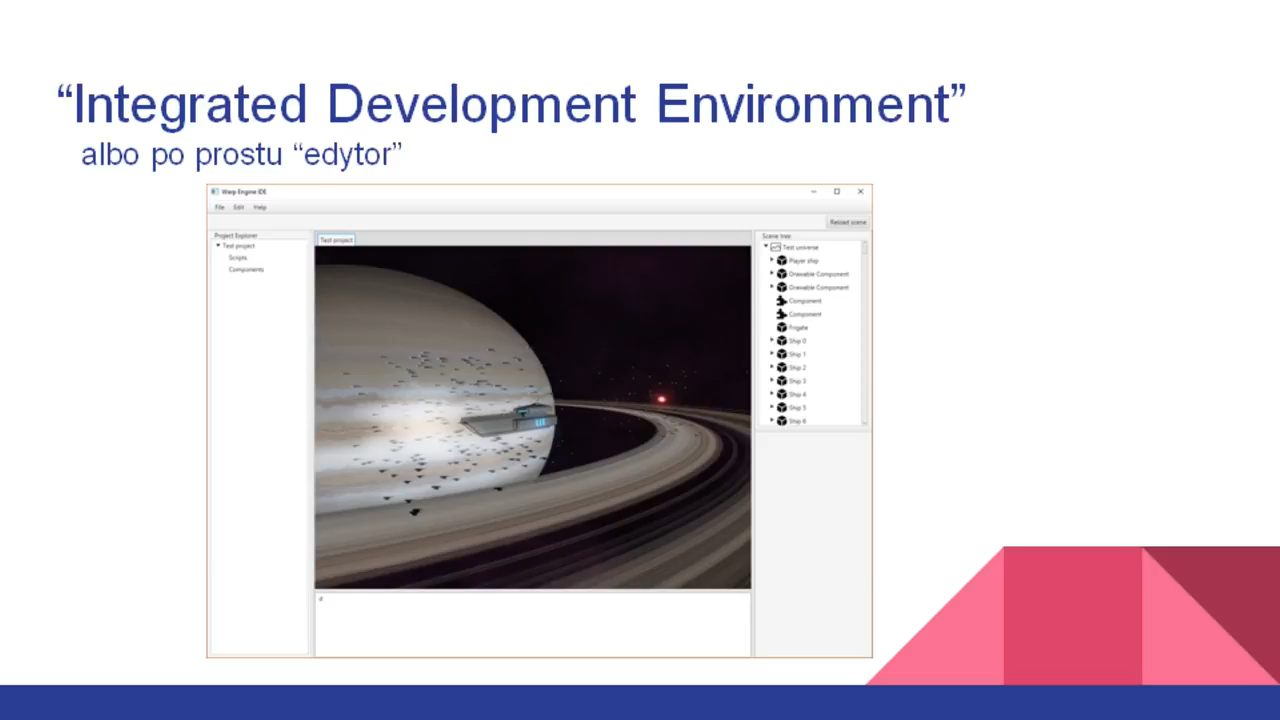 “Integrated Development Environment”
albo po prostu “edytor”
Warp Engine IDE
File Edit Help
Reload scene
Project Explorer
Test project
Scripts
Components
Test project
#
Scene tree
Test universe
Player ship
Drawable Component
Drawable Component
Component
Component
Frigate
Ship 0
Ship 1
Ship 2
Ship 3
Ship 4
Ship 5
Ship 6